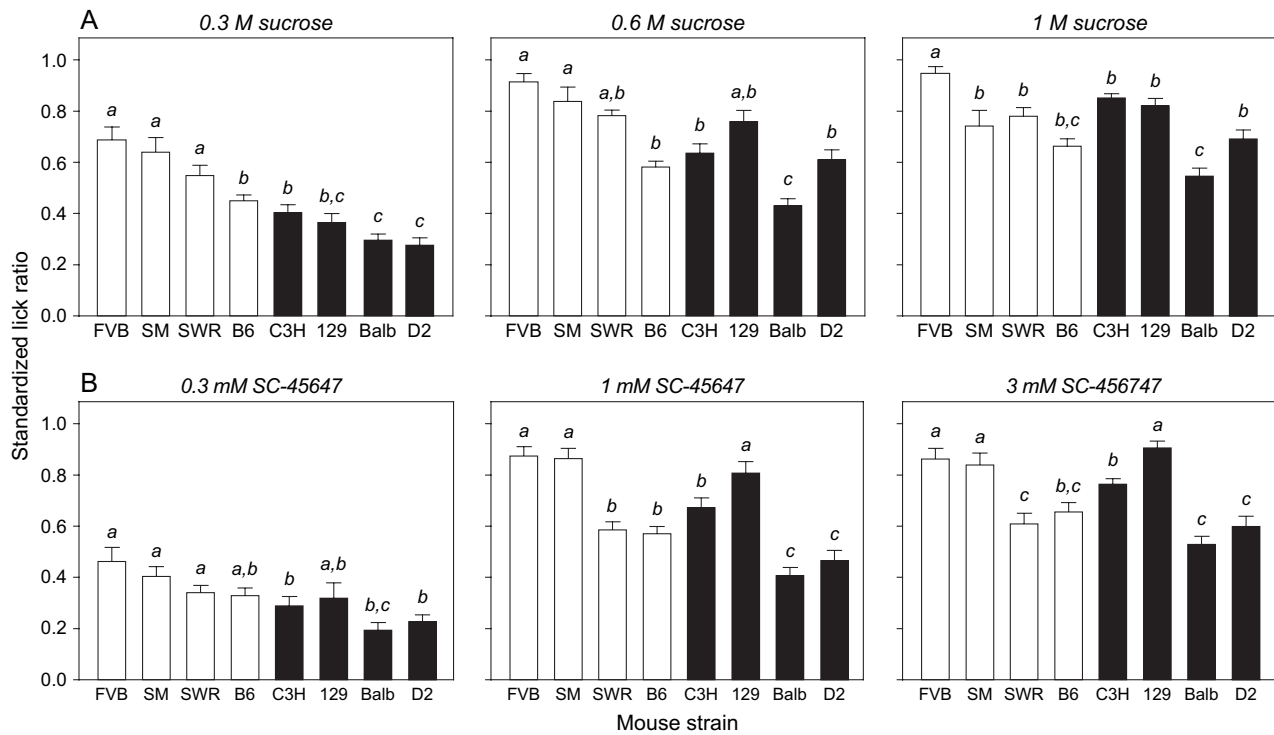 A
0.3 M sucrose
0.6 M sucrose
1 M sucrose
Standardized lick ratio
1.0
0.8
0.6
0.4
0.2
0.0
a a a b b b,c c c
FVB SM SWR B6 C3H 129 Balb D2
a a a,b b b a,b c b
FVB SM SWR B6 C3H 129 Balb D2
a b b b,c b b c b
FVB SM SWR B6 C3H 129 Balb D2
B
0.3 mM SC-45647
1 mM SC-45647
3 mM SC-456747
1.0
0.8
0.6
0.4
0.2
0.0
a a a a,b b a,b b,c b
FVB SM SWR B6 C3H 129 Balb D2
a a b b b a c c
FVB SM SWR B6 C3H 129 Balb D2
a a c b,c b a c c
FVB SM SWR B6 C3H 129 Balb D2
Mouse strain